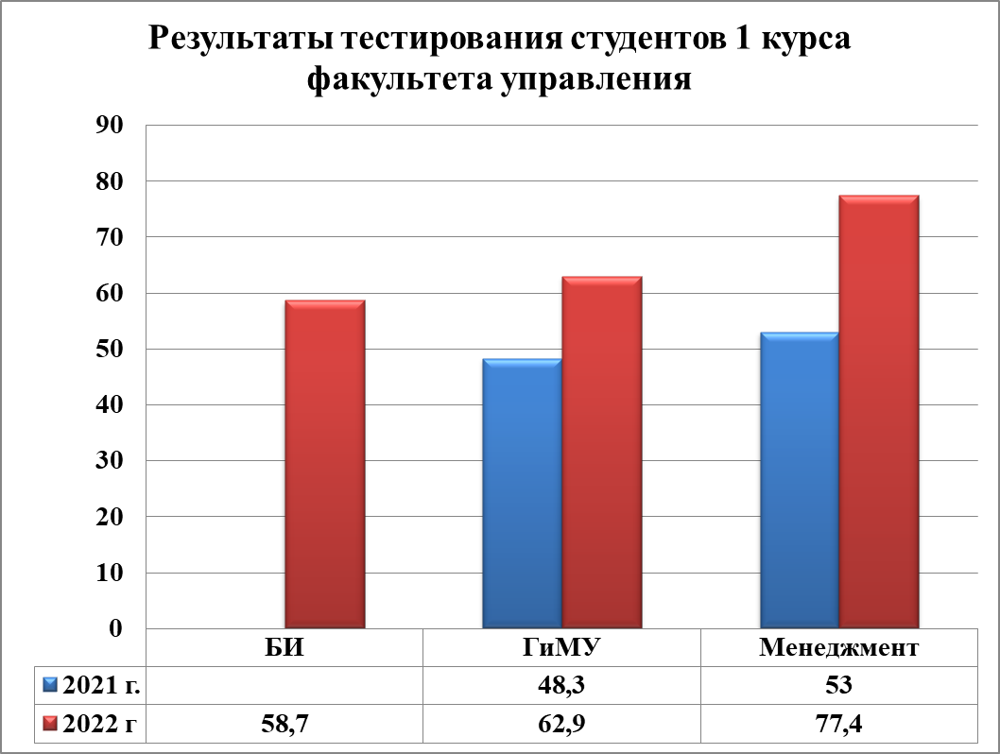 Результаты тестирования студентов 1 курса
факультета управления
90
80
70
60
50
40
30
20
10
0
БИ ГиМУ Менеджмент
2021 г. 48,3 53
2022 г 58,7 62,9 77,4